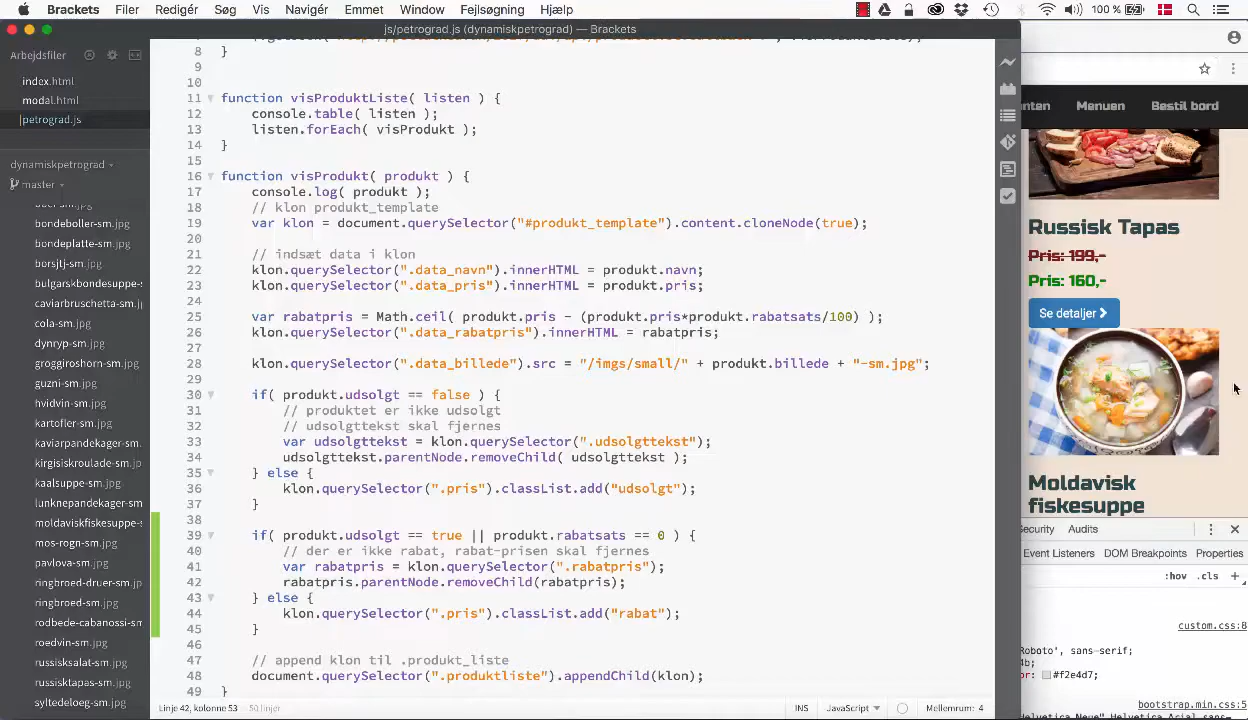 Brackets Filer Redigér Søg Vis Navigér Emmet Window Fejlsøgning Hjælp 100 %
js/petrograd.js (dynamiskpetrograd) — Brackets
Arbejdsfiler
index.html
modal.html
petrograd.js
dynamiskpetrograd
master
bondeboller-sm.jpg
bondeplatte-sm.jpg
borsjtj-sm.jpg
bulgarskbondesuppe-
caviarbruschetta-sm.j
cola-sm.jpg
dynryp-sm.jpg
groggiroshorn-sm.jpg
guzni-sm.jpg
hvidvin-sm.jpg
kartofler-sm.jpg
kaviarpandekager-sm.
kirgisiskroulade-sm.jp
kaalsuppe-sm.jpg
lunknepandekager-sm
moldaviskfiskesuppe-
mos-rogn-sm.jpg
pavlova-sm.jpg
ringbroed-druer-sm.jp
ringbroed-sm.jpg
rodbede-cabanossi-sm
roedvin-sm.jpg
russisksalat-sm.jpg
russisktapas-sm.jpg
syltedeloeg-sm.jpg
8 }
9
10
11 function visProduktListe( listen ) {
12 console.table( listen );
13 listen.forEach( visProdukt );
14 }
15
16 function visProdukt( produkt ) {
17 console.log( produkt );
18 // klon produkt_template
19 var klon = document.querySelector("#produkt_template").content.cloneNode(true);
20
21 // indsæt data i klon
22 klon.querySelector(".data_navn").innerHTML = produkt.navn;
23 klon.querySelector(".data_pris").innerHTML = produkt.pris;
24
25 var rabatpris = Math.ceil( produkt.pris - (produkt.pris*produkt.rabatsats/100) );
26 klon.querySelector(".data_rabatpris").innerHTML = rabatpris;
27
28 klon.querySelector(".data_billede").src = "/imgs/small/" + produkt.billede + "-sm.jpg";
29
30 if( produkt.udsolgt == false ) {
31 // produktet er ikke udsolgt
32 // udsolgttekst skal fjernes
33 var udsolgttekst = klon.querySelector(".udsolgttekst");
34 udsolgttekst.parentNode.removeChild( udsolgttekst );
35 } else {
36 klon.querySelector(".pris").classList.add("udsolgt");
37 }
38
39 if( produkt.udsolgt == true || produkt.rabatsats == 0 ) {
40 // der er ikke rabat, rabat-prisen skal fjernes
41 var rabatpris = klon.querySelector(".rabatpris");
42 rabatpris.parentNode.removeChild(rabatpris);
43 } else {
44 klon.querySelector(".pris").classList.add("rabat");
45 }
46
47 // append klon til .produkt_liste
48 document.querySelector(".produktliste").appendChild(klon);
49 }
Linje 42, kolonne 53 50 linjer INS JavaScript Mellemrum: 4
nten Menuen Bestil bord
Russisk Tapas
Pris: 199,-
Pris: 160,-
Se detaljer
Moldavisk
fiskesuppe
ecurity Audits
Event Listeners DOM Breakpoints Properties
:hov .cls +
custom.css:8
Roboto', sans-serif;
4b;
or: #f2e4d7;
bootstrap.min.css:5